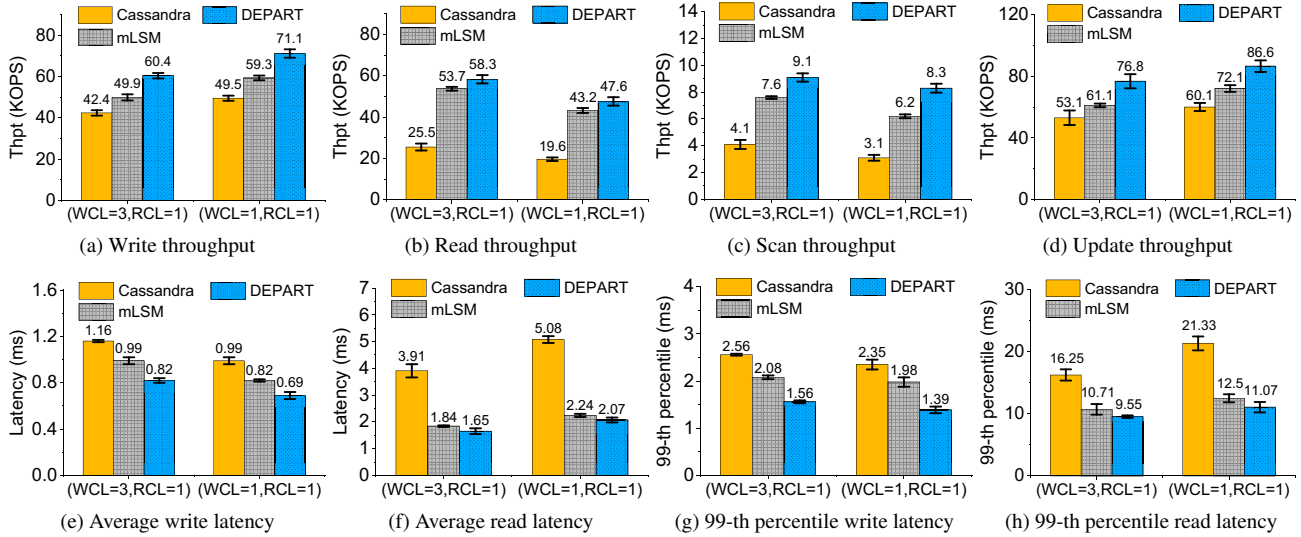 Cassandra DEPART
mLSM
Thpt (KOPS)
80
60
40
20
0
42.4 49.9 60.4 49.5 59.3 71.1
(WCL=3,RCL=1) (WCL=1,RCL=1)
(a) Write throughput
Cassandra DEPART
mLSM
Thpt (KOPS)
80
60
40
20
0
25.5 53.7 58.3 19.6 43.2 47.6
(WCL=3,RCL=1) (WCL=1,RCL=1)
(b) Read throughput
Cassandra DEPART
mLSM
Thpt (KOPS)
14
12
10
8
6
4
2
0
4.1 7.6 9.1 3.1 6.2 8.3
(WCL=3,RCL=1) (WCL=1,RCL=1)
(c) Scan throughput
Cassandra DEPART
mLSM
Thpt (KOPS)
120
90
60
30
0
53.1 61.1 76.8 60.1 72.1 86.6
(WCL=3,RCL=1) (WCL=1,RCL=1)
(d) Update throughput
Cassandra DEPART
mLSM
Latency (ms)
1.6
1.2
0.8
0.4
0.0
1.16 0.99 0.82 0.99 0.82 0.69
(WCL=3,RCL=1) (WCL=1,RCL=1)
(e) Average write latency
Cassandra DEPART
mLSM
Latency (ms)
7
6
5
4
3
2
1
0
3.91 1.84 1.65 5.08 2.24 2.07
(WCL=3,RCL=1) (WCL=1,RCL=1)
(f) Average read latency
Cassandra DEPART
mLSM
99-th percentile (ms)
4
3
2
1
0
2.56 2.08 1.56 2.35 1.98 1.39
(WCL=3,RCL=1) (WCL=1,RCL=1)
(g) 99-th percentile write latency
Cassandra DEPART
mLSM
99-th percentile (ms)
30
20
10
0
16.25 10.71 9.55 21.33 12.5 11.07
(WCL=3,RCL=1) (WCL=1,RCL=1)
(h) 99-th percentile read latency